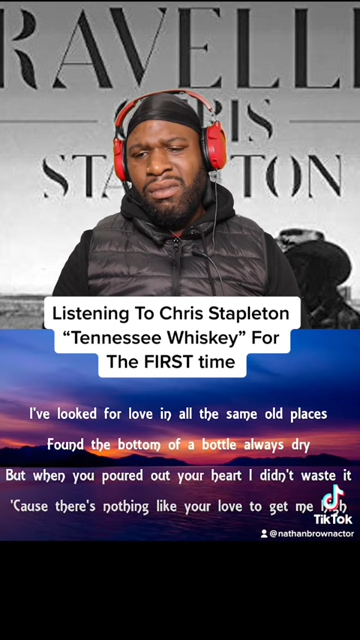 RAVELL
CHRIS
STAPLETON
Listening To Chris Stapleton
“Tennessee Whiskey” For
The FIRST time
I've looked for love in all the same old places
Found the bottom of a bottle always dry
But when you poured out your heart I didn't waste it
'Cause there's nothing like your love to get me high
TikTok
@nathanbrownactor